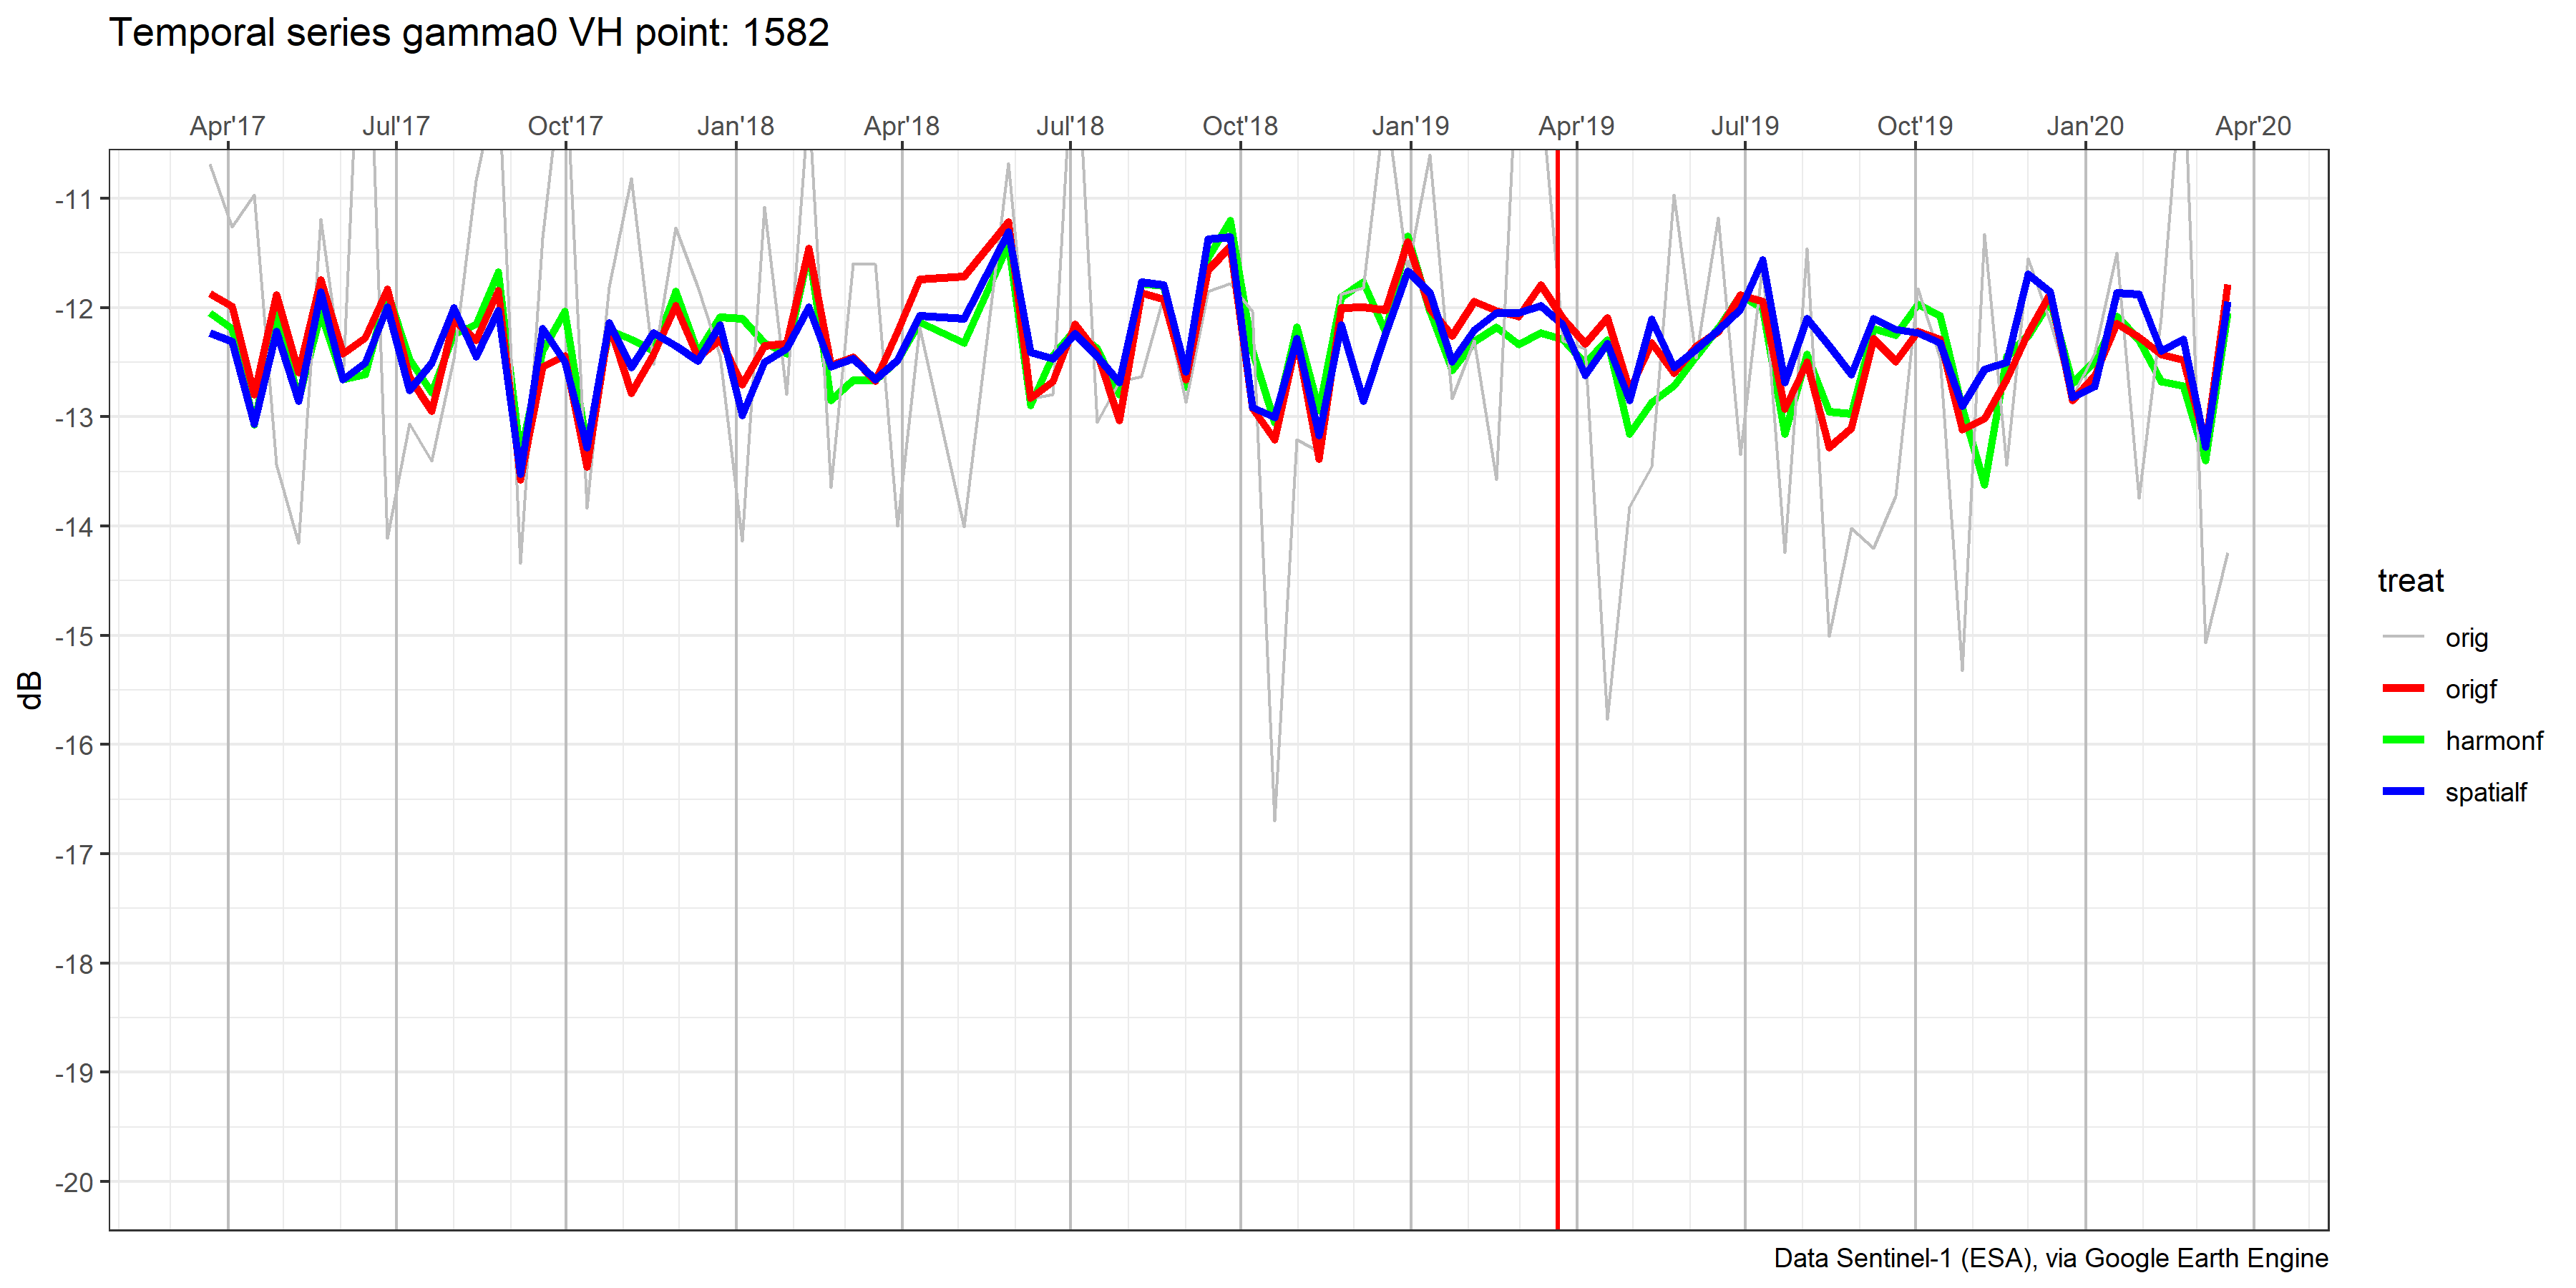 Temporal series gamma0 VH point: 1582
Apr'17 Jul'17 Oct'17 Jan'18 Apr'18 Jul'18 Oct'18 Jan'19 Apr'19 Jul'19 Oct'19 Jan'20 Apr'20
-11
-12
-13
-14
-15
-16
-17
-18
-19
-20
dB
treat
orig
origf
harmonf
spatialf
Data Sentinel-1 (ESA), via Google Earth Engine